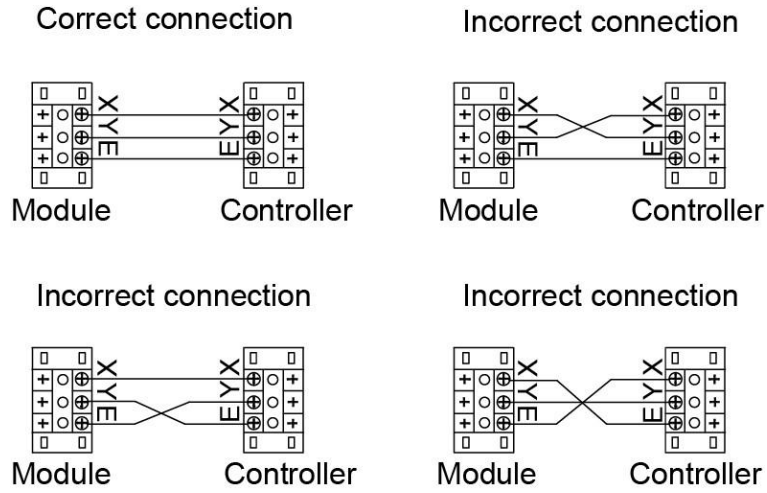 Correct connection
X Y E
X Y E
Module
Controller
Incorrect connection
X Y E
X Y E
Module
Controller
Incorrect connection
X Y E
X Y E
Module
Controller
Incorrect connection
X Y E
X Y E
Module
Controller